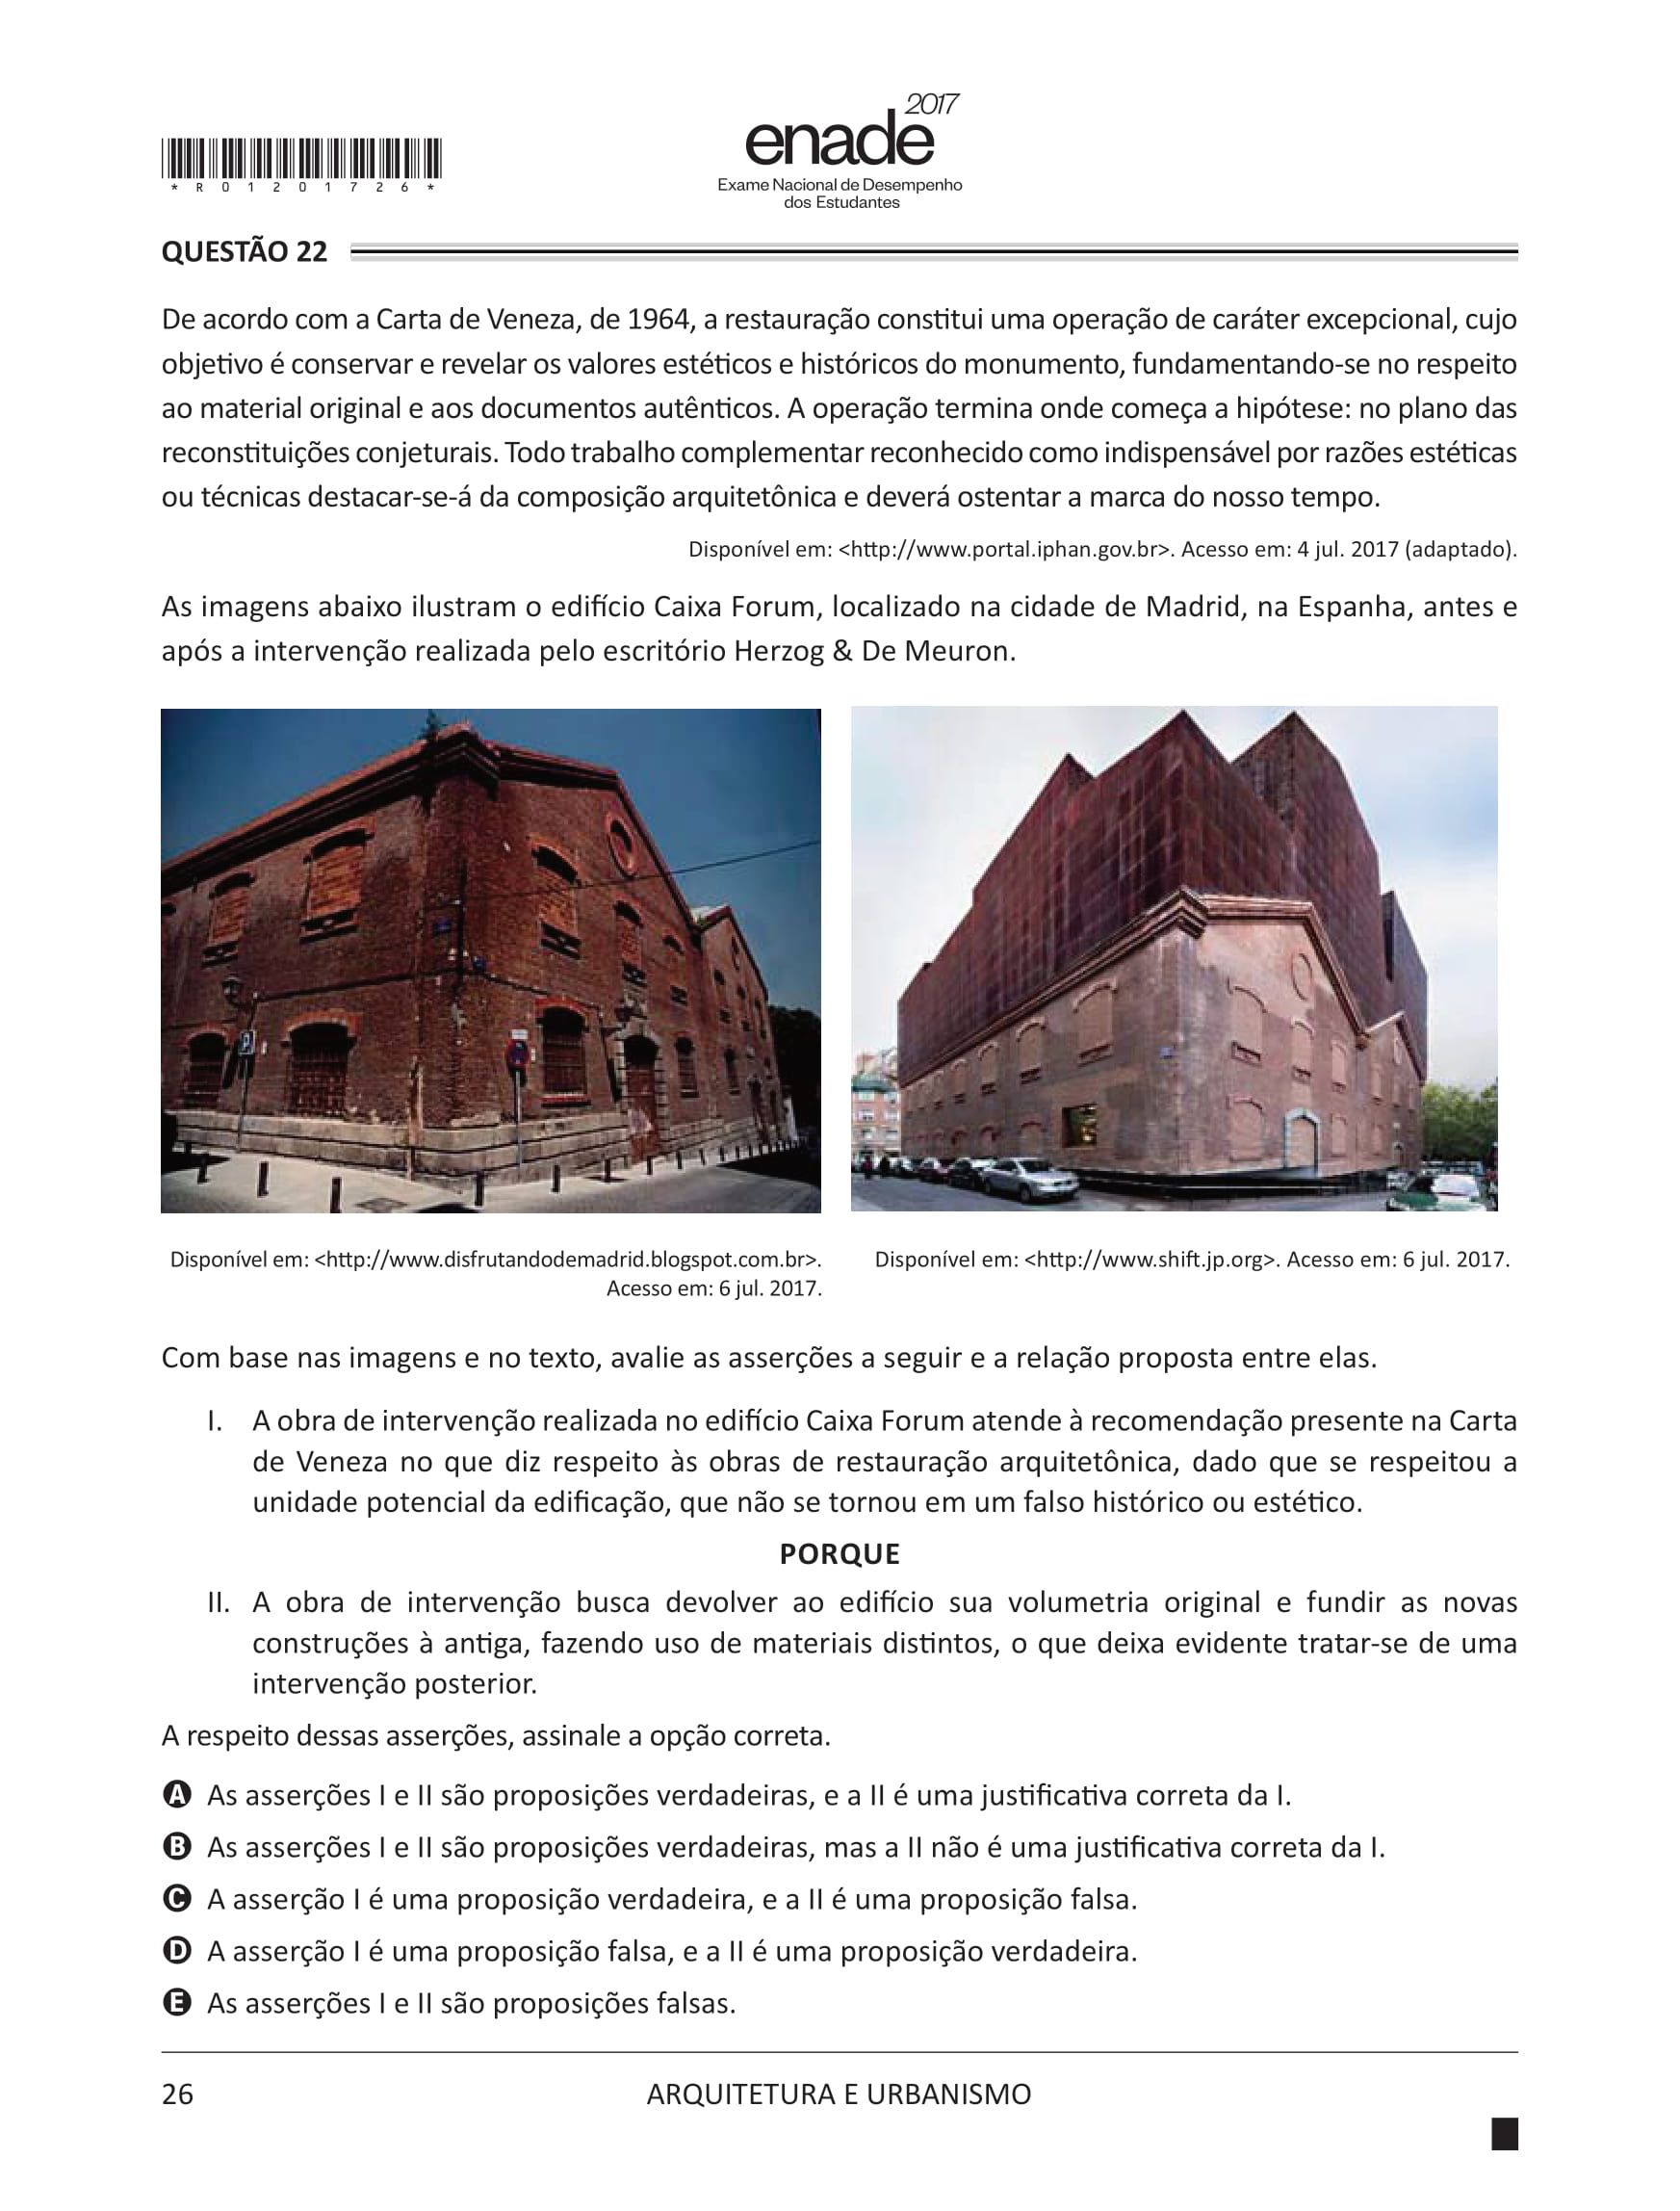 2017
enade
Exame Nacional de Desempenho
dos Estudantes
* R 0 1 2 0 1 7 2 6 *
QUESTÃO 22
De acordo com a Carta de Veneza, de 1964, a restauração constitui uma operação de caráter excepcional, cujo
objetivo é conservar e revelar os valores estéticos e históricos do monumento, fundamentando-se no respeito
ao material original e aos documentos autênticos. A operação termina onde começa a hipótese: no plano das
reconstituições conjeturais. Todo trabalho complementar reconhecido como indispensável por razões estéticas
ou técnicas destacar-se-á da composição arquitetônica e deverá ostentar a marca do nosso tempo.
Disponível em: <http://www.portal.iphan.gov.br>. Acesso em: 4 jul. 2017 (adaptado).
As imagens abaixo ilustram o edifício Caixa Forum, localizado na cidade de Madrid, na Espanha, antes e
após a intervenção realizada pelo escritório Herzog & De Meuron.
Disponível em: <http://www.disfrutandodemadrid.blogspot.com.br>.
Acesso em: 6 jul. 2017.
Disponível em: <http://www.shift.jp.org>. Acesso em: 6 jul. 2017.
Com base nas imagens e no texto, avalie as asserções a seguir e a relação proposta entre elas.
I. A obra de intervenção realizada no edifício Caixa Forum atende à recomendação presente na Carta
de Veneza no que diz respeito às obras de restauração arquitetônica, dado que se respeitou a
unidade potencial da edificação, que não se tornou em um falso histórico ou estético.
PORQUE
II. A obra de intervenção busca devolver ao edifício sua volumetria original e fundir as novas
construções à antiga, fazendo uso de materiais distintos, o que deixa evidente tratar-se de uma
intervenção posterior.
A respeito dessas asserções, assinale a opção correta.
A As asserções I e II são proposições verdadeiras, e a II é uma justificativa correta da I.
B As asserções I e II são proposições verdadeiras, mas a II não é uma justificativa correta da I.
C A asserção I é uma proposição verdadeira, e a II é uma proposição falsa.
D A asserção I é uma proposição falsa, e a II é uma proposição verdadeira.
E As asserções I e II são proposições falsas.
26
ARQUITETURA E URBANISMO